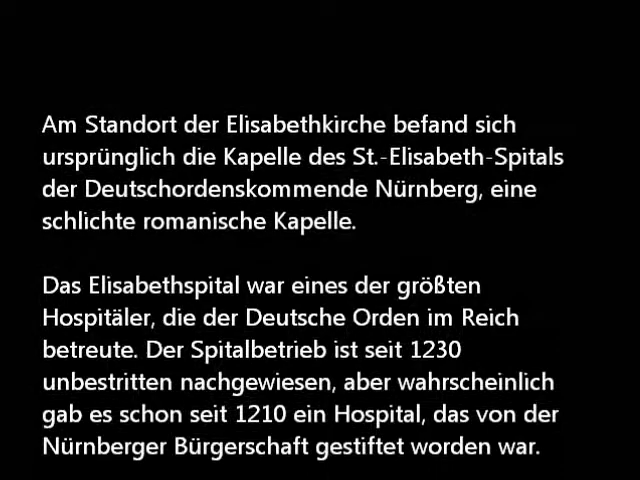 Am Standort der Elisabethkirche befand sich
ursprünglich die Kapelle des St.-Elisabeth-Spitals
der Deutschordenskommende Nürnberg, eine
schlichte romanische Kapelle.
Das Elisabethspital war eines der größten
Hospitäler, die der Deutsche Orden im Reich
betreute. Der Spitalbetrieb ist seit 1230
unbestritten nachgewiesen, aber wahrscheinlich
gab es schon seit 1210 ein Hospital, das von der
Nürnberger Bürgerschaft gestiftet worden war.